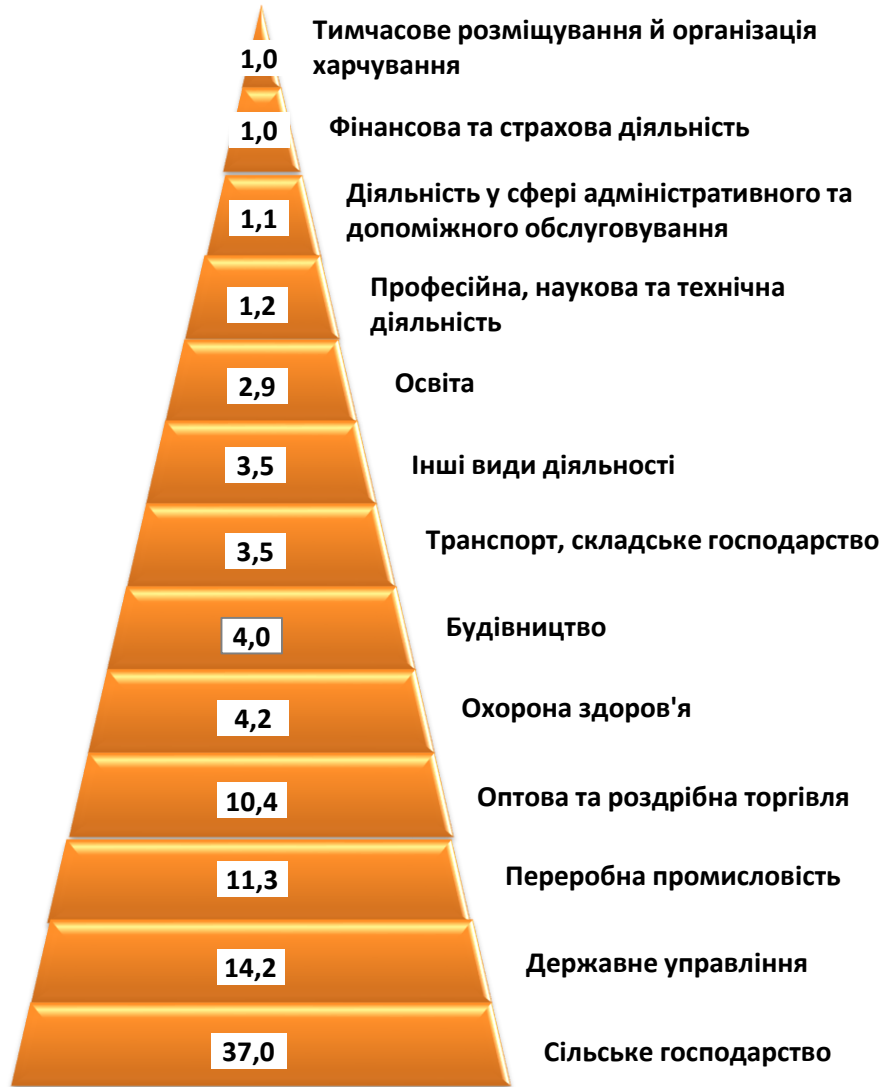 Тимчасове розміщування й організація
харчування
1,0
1,0
Фінансова та страхова діяльність
Діяльність у сфері адміністративного та
допоміжного обслуговування
1,1
1,2
Професійна, наукова та технічна
діяльність
2,9
Освіта
3,5
Інші види діяльності
3,5
Транспорт, складське господарство
4,0
Будівництво
4,2
Охорона здоров'я
10,4
Оптова та роздрібна торгівля
11,3
Переробна промисловість
14,2
Державне управління
37,0
Сільське господарство